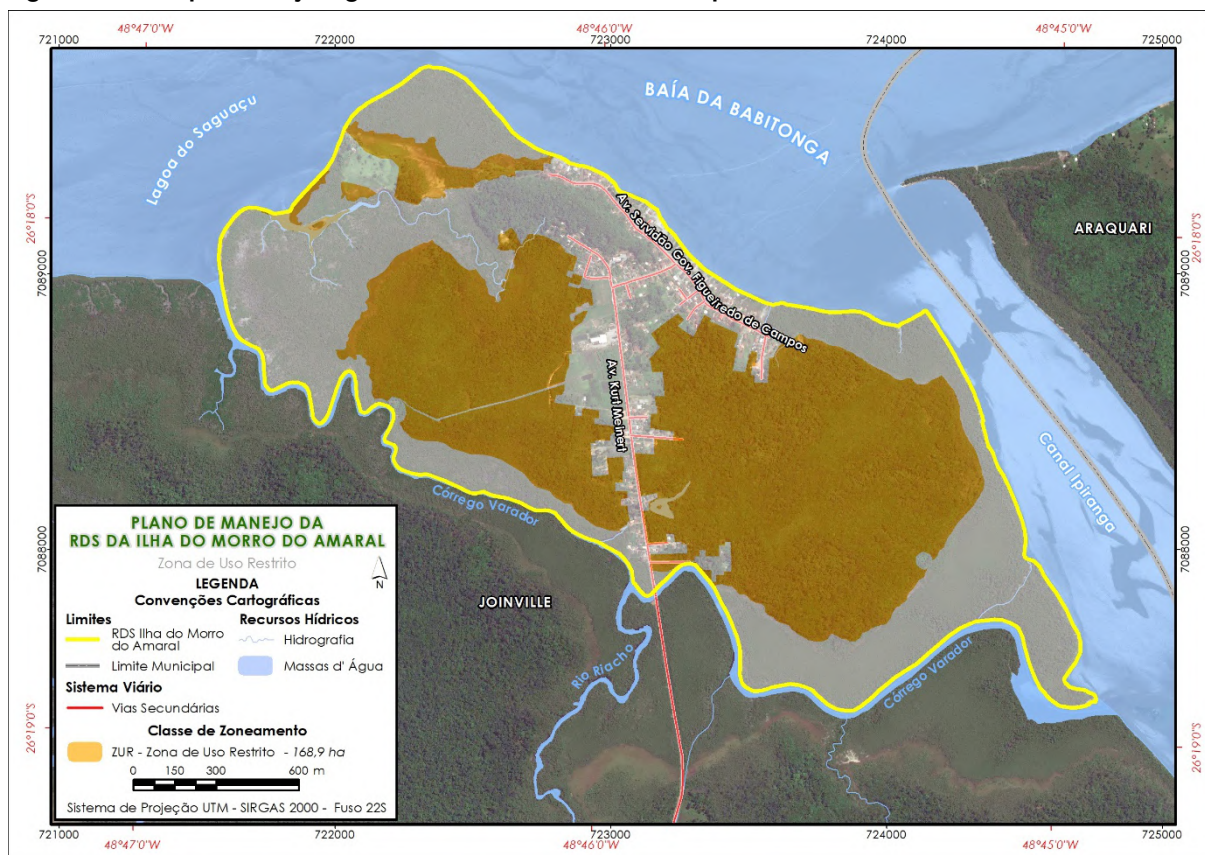 48°47'0"W
48°46'0"W
48°45'0"W
721000
722000
723000
724000
725000
Lagoa do Saguaçu
BAÍA DA BABITONGA
ARAQUARI
26°18'0"S
26°18'0"S
7089000
7089000
Av. Servidão Gov. Figueiredo de Campos
Av. Kurt Meinert
Canal Ipiranga
Córrego Varador
7088000
7088000
JOINVILLE
Rio Riacho
Córrego Varador
26°19'0"S
26°19'0"S
PLANO DE MANEJO DA
RDS DA ILHA DO MORRO DO AMARAL
Zona de Uso Restrito
N
LEGENDA
Convenções Cartográficas
Limites
RDS Ilha do Morro
do Amaral
Limite Municipal
Recursos Hídricos
Hidrografia
Massas d' Água
Sistema Viário
Vias Secundárias
Classe de Zoneamento
ZUR - Zona de Uso Restrito - 168,9 ha
0 150 300 600 m
Sistema de Projeção UTM - SIRGAS 2000 - Fuso 22S
721000
722000
723000
724000
725000
48°47'0"W
48°46'0"W
48°45'0"W